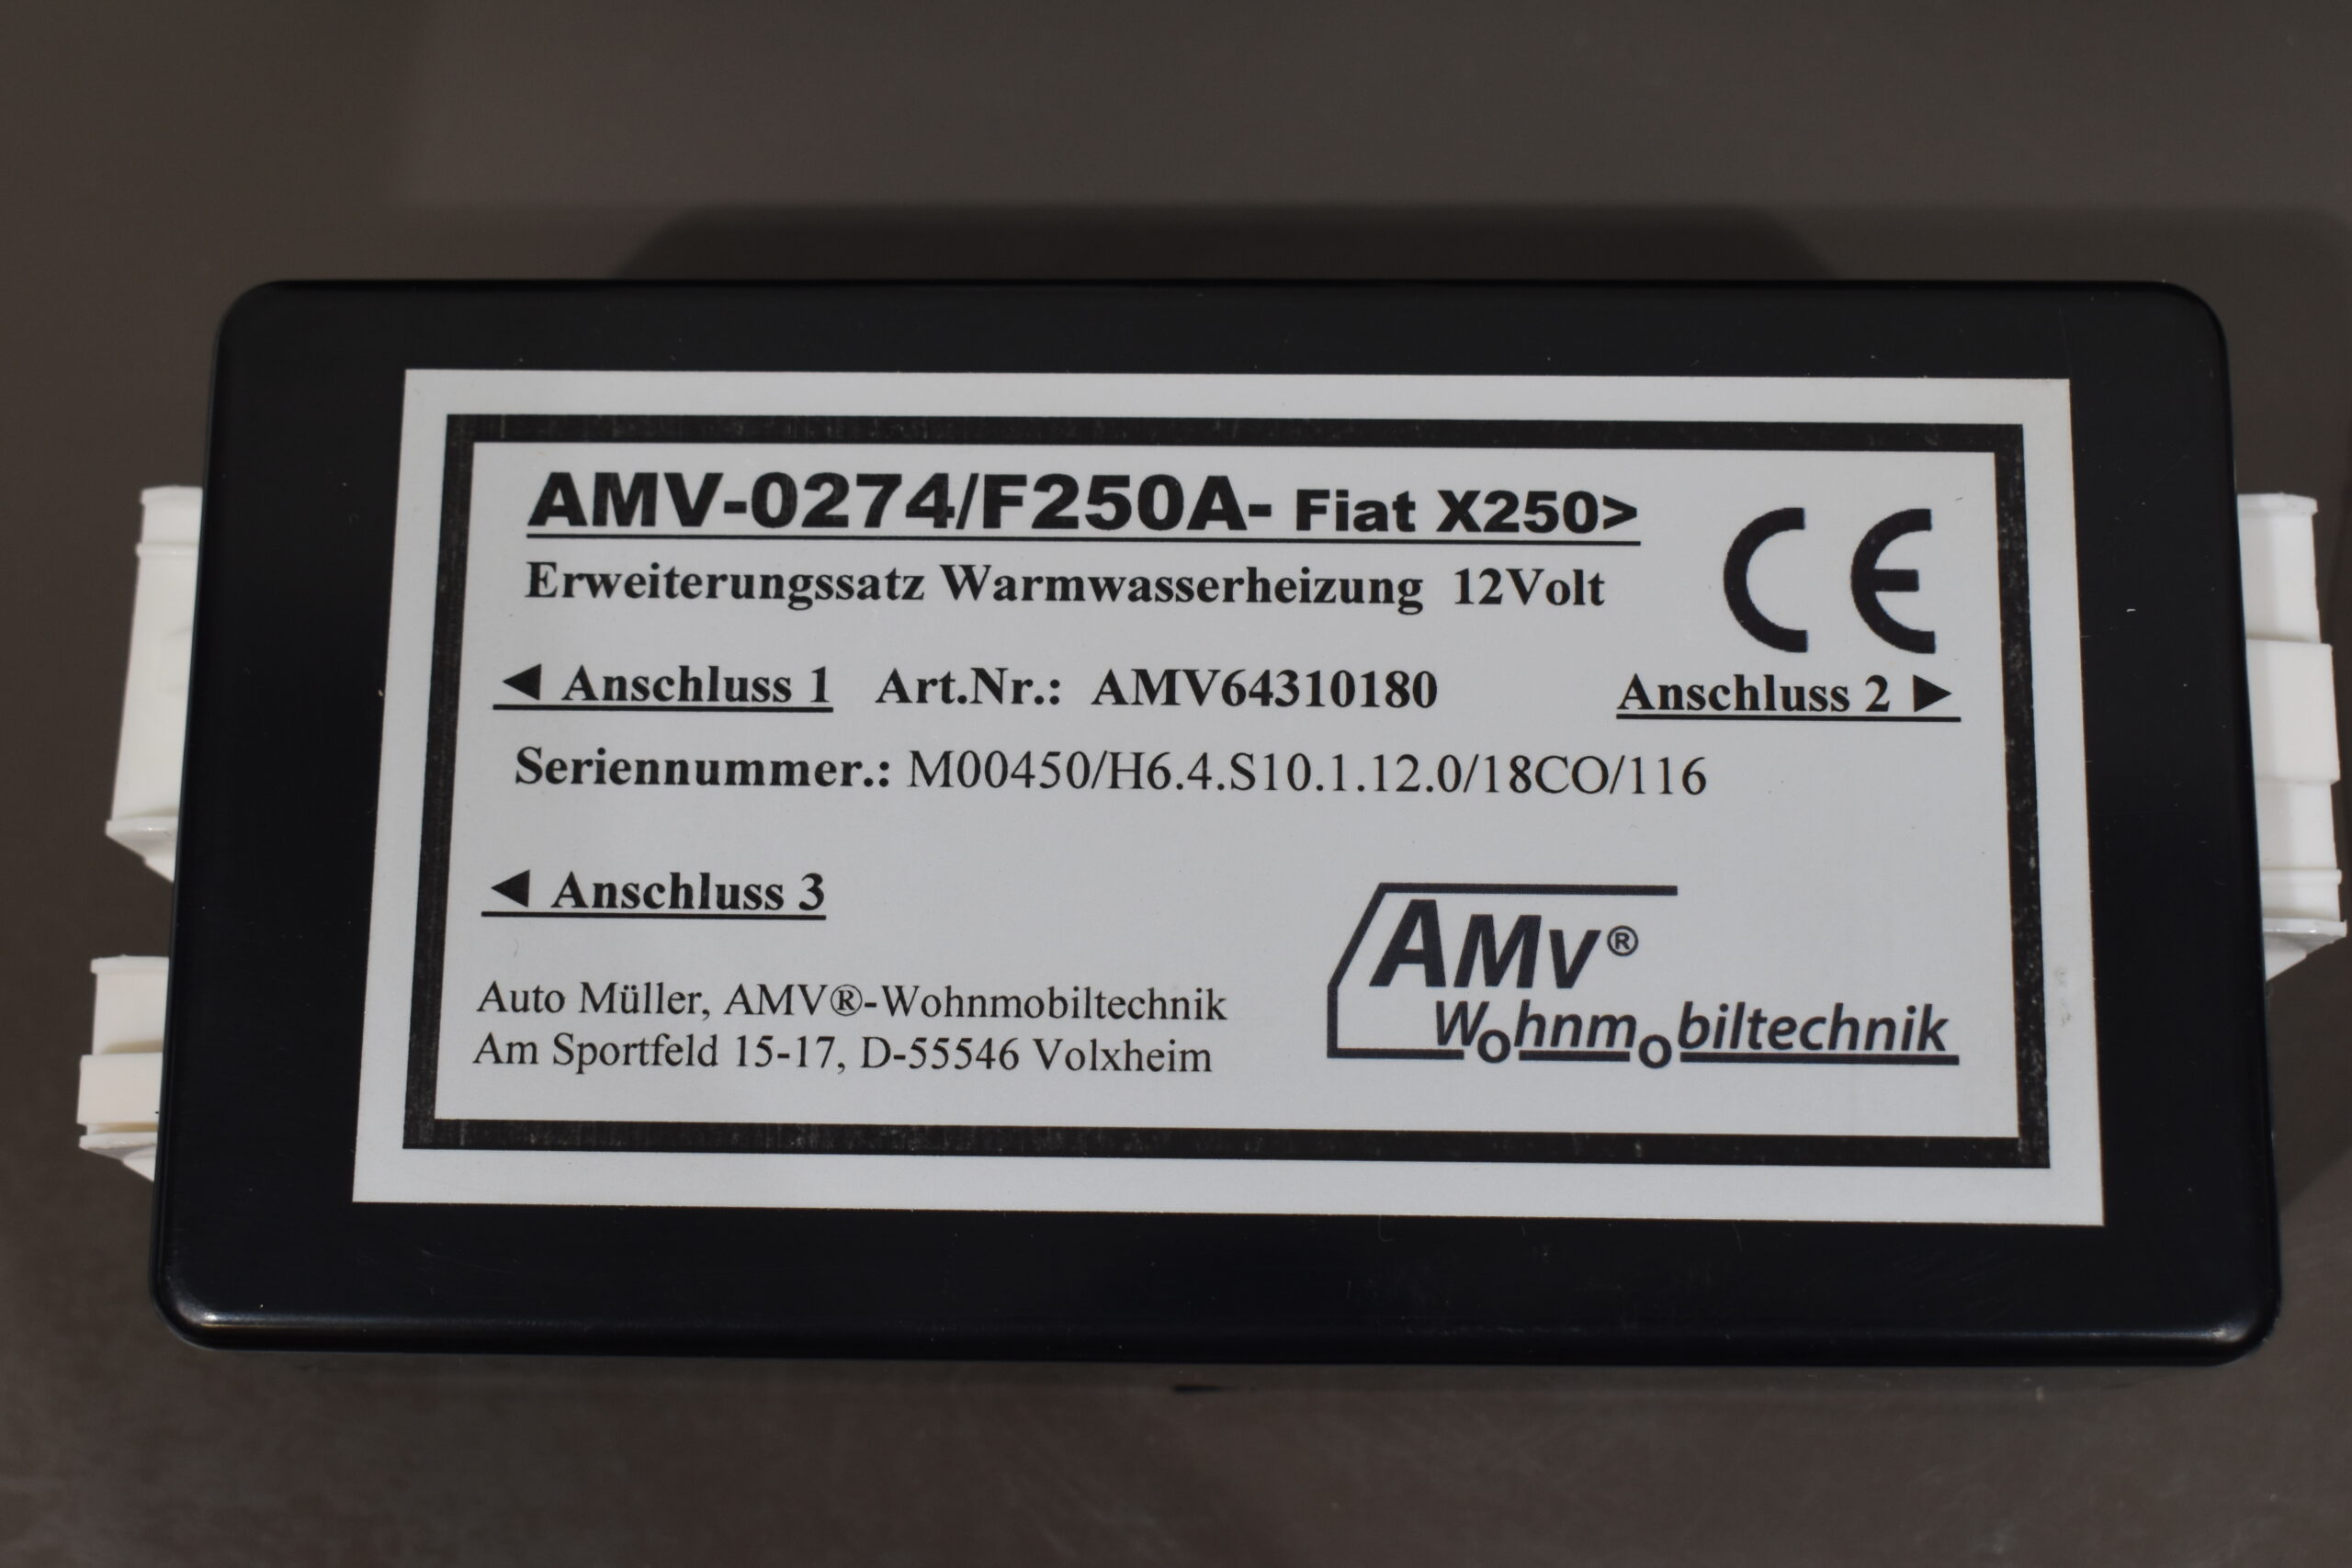 AMV-0274/F250A- Fiat X250>
Erweiterungssatz Warmwasserheizung 12Volt
CE
◄ Anschluss 1 Art.Nr.: AMV64310180 Anschluss 2 ►
Seriennummer.: M00450/H6.4.S10.1.12.0/18CO/116
◄ Anschluss 3
AMV®
Wohnmobiltechnik
Auto Müller, AMV®-Wohnmobiltechnik
Am Sportfeld 15-17, D-55546 Volxheim